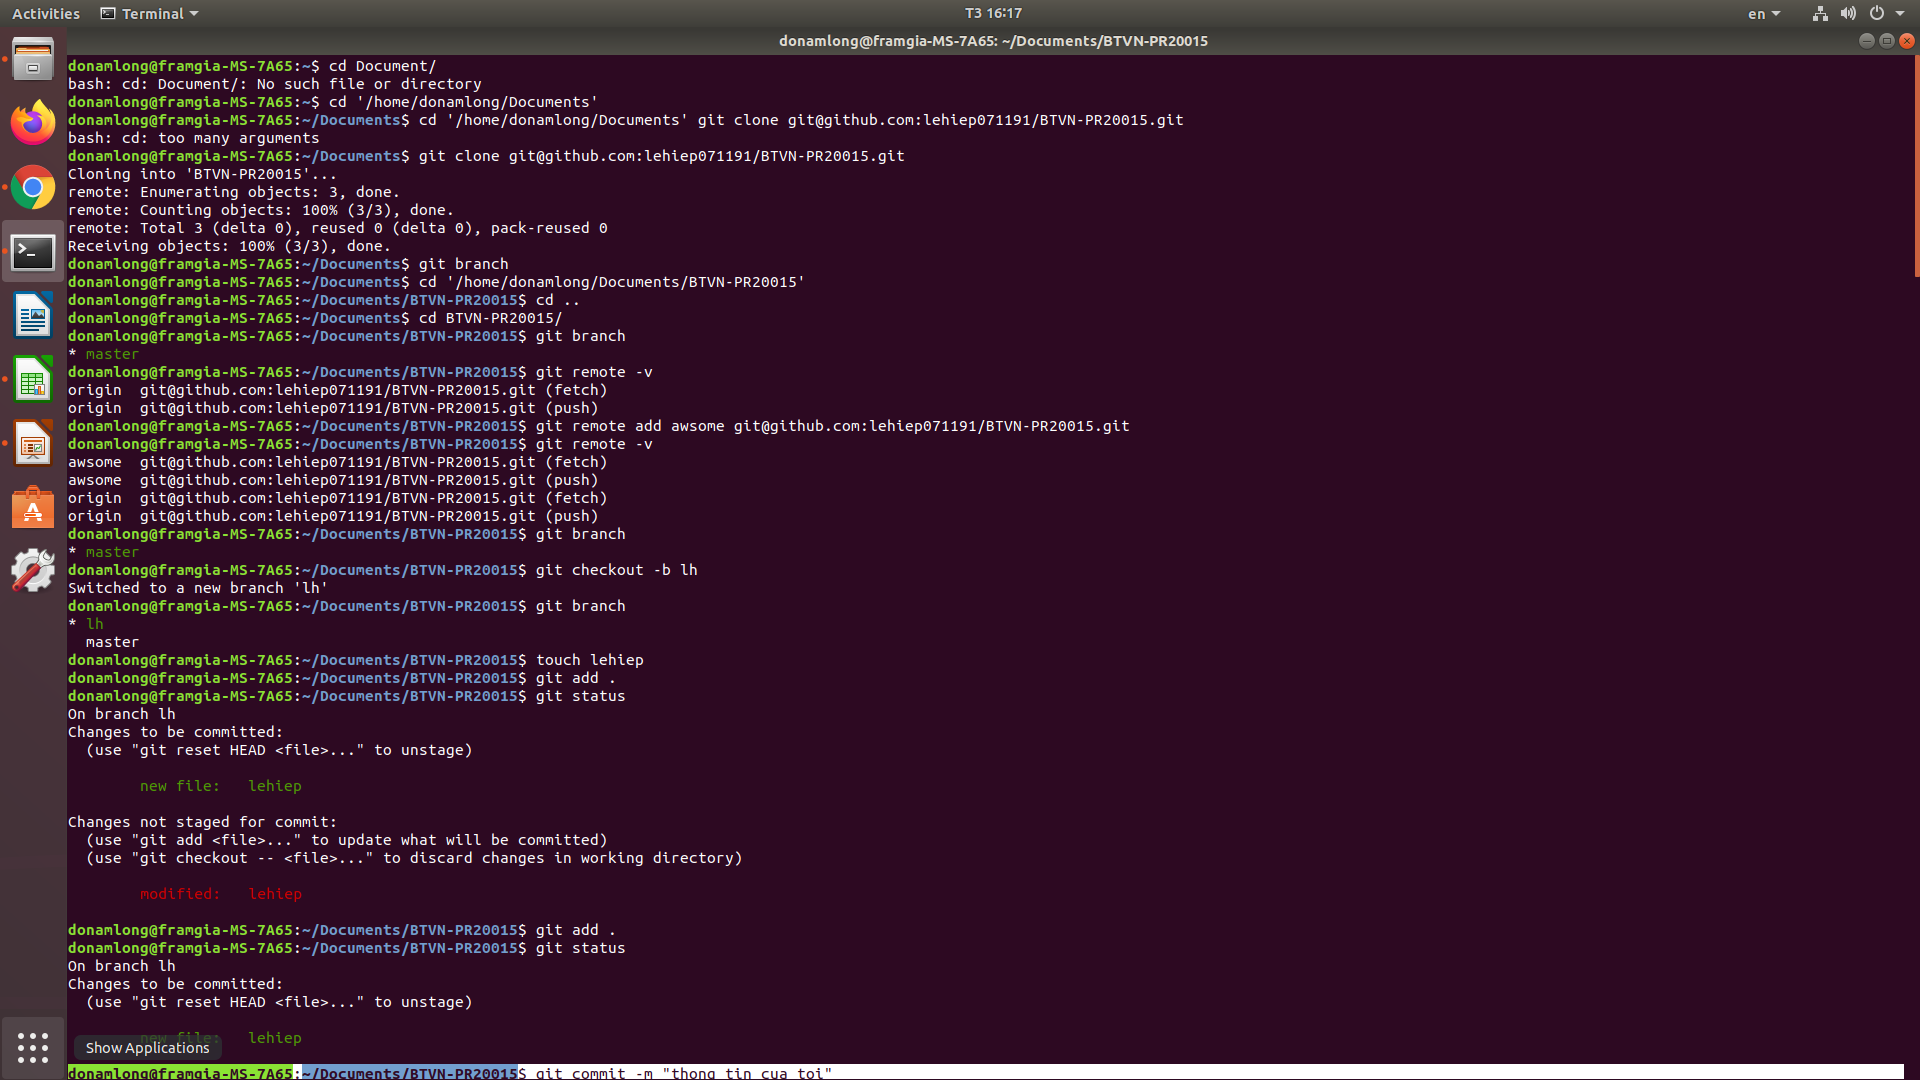 Activities Terminal T3 16:17 en
donamlong@framgia-MS-7A65: ~/Documents/BTVN-PR20015
donamlong@framgia-MS-7A65:~$ cd Document/
bash: cd: Document/: No such file or directory
donamlong@framgia-MS-7A65:~$ cd '/home/donamlong/Documents'
donamlong@framgia-MS-7A65:~/Documents$ cd '/home/donamlong/Documents' git clone git@github.com:lehiep071191/BTVN-PR20015.git
bash: cd: too many arguments
donamlong@framgia-MS-7A65:~/Documents$ git clone git@github.com:lehiep071191/BTVN-PR20015.git
Cloning into 'BTVN-PR20015'...
remote: Enumerating objects: 3, done.
remote: Counting objects: 100% (3/3), done.
remote: Total 3 (delta 0), reused 0 (delta 0), pack-reused 0
Receiving objects: 100% (3/3), done.
donamlong@framgia-MS-7A65:~/Documents$ git branch
donamlong@framgia-MS-7A65:~/Documents$ cd '/home/donamlong/Documents/BTVN-PR20015'
donamlong@framgia-MS-7A65:~/Documents/BTVN-PR20015$ cd ..
donamlong@framgia-MS-7A65:~/Documents$ cd BTVN-PR20015/
donamlong@framgia-MS-7A65:~/Documents/BTVN-PR20015$ git branch
* master
donamlong@framgia-MS-7A65:~/Documents/BTVN-PR20015$ git remote -v
origin  git@github.com:lehiep071191/BTVN-PR20015.git (fetch)
origin  git@github.com:lehiep071191/BTVN-PR20015.git (push)
donamlong@framgia-MS-7A65:~/Documents/BTVN-PR20015$ git remote add awsome git@github.com:lehiep071191/BTVN-PR20015.git
donamlong@framgia-MS-7A65:~/Documents/BTVN-PR20015$ git remote -v
awsome  git@github.com:lehiep071191/BTVN-PR20015.git (fetch)
awsome  git@github.com:lehiep071191/BTVN-PR20015.git (push)
origin  git@github.com:lehiep071191/BTVN-PR20015.git (fetch)
origin  git@github.com:lehiep071191/BTVN-PR20015.git (push)
donamlong@framgia-MS-7A65:~/Documents/BTVN-PR20015$ git branch
* master
donamlong@framgia-MS-7A65:~/Documents/BTVN-PR20015$ git checkout -b lh
Switched to a new branch 'lh'
donamlong@framgia-MS-7A65:~/Documents/BTVN-PR20015$ git branch
* lh
  master
donamlong@framgia-MS-7A65:~/Documents/BTVN-PR20015$ touch lehiep
donamlong@framgia-MS-7A65:~/Documents/BTVN-PR20015$ git add .
donamlong@framgia-MS-7A65:~/Documents/BTVN-PR20015$ git status
On branch lh
Changes to be committed:
  (use "git reset HEAD <file>..." to unstage)
        new file:   lehiep
Changes not staged for commit:
  (use "git add <file>..." to update what will be committed)
  (use "git checkout -- <file>..." to discard changes in working directory)
        modified:   lehiep
donamlong@framgia-MS-7A65:~/Documents/BTVN-PR20015$ git add .
donamlong@framgia-MS-7A65:~/Documents/BTVN-PR20015$ git status
On branch lh
Changes to be committed:
  (use "git reset HEAD <file>..." to unstage)
        new file:   lehiep
Show Applications
donamlong@framgia-MS-7A65:~/Documents/BTVN-PR20015$ git commit -m "thong tin cua toi"